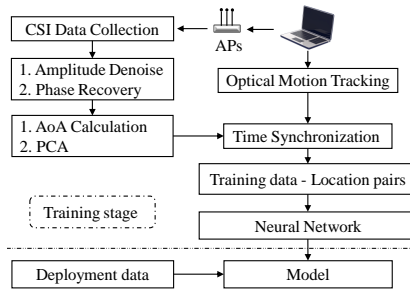 CSI Data Collection
APs
1. Amplitude Denoise
2. Phase Recovery
Optical Motion Tracking
1. AoA Calculation
2. PCA
Time Synchronization
Training data - Location pairs
Training stage
Neural Network
Deployment data
Model